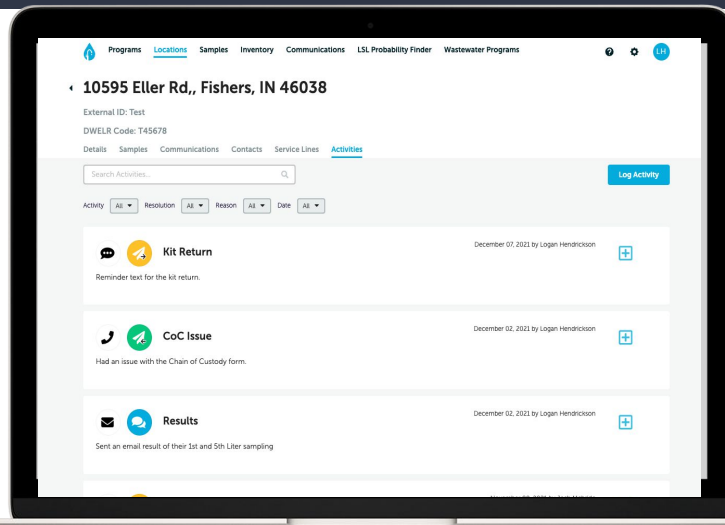 Programs Locations Samples Inventory Communications LSL Probability Finder Wastewater Programs LH
10595 Eller Rd,, Fishers, IN 46038
External ID: Test
DWELR Code: T45678
Details Samples Communications Contacts Service Lines Activities
Search Activities... Log Activity
Activity All Resolution All Reason All Date All
Kit Return December 07, 2021 by Logan Hendrickson
Reminder text for the kit return.
CoC Issue December 02, 2021 by Logan Hendrickson
Had an issue with the Chain of Custody form.
Results December 02, 2021 by Logan Hendrickson
Sent an email result of their 1st and 5th Liter sampling